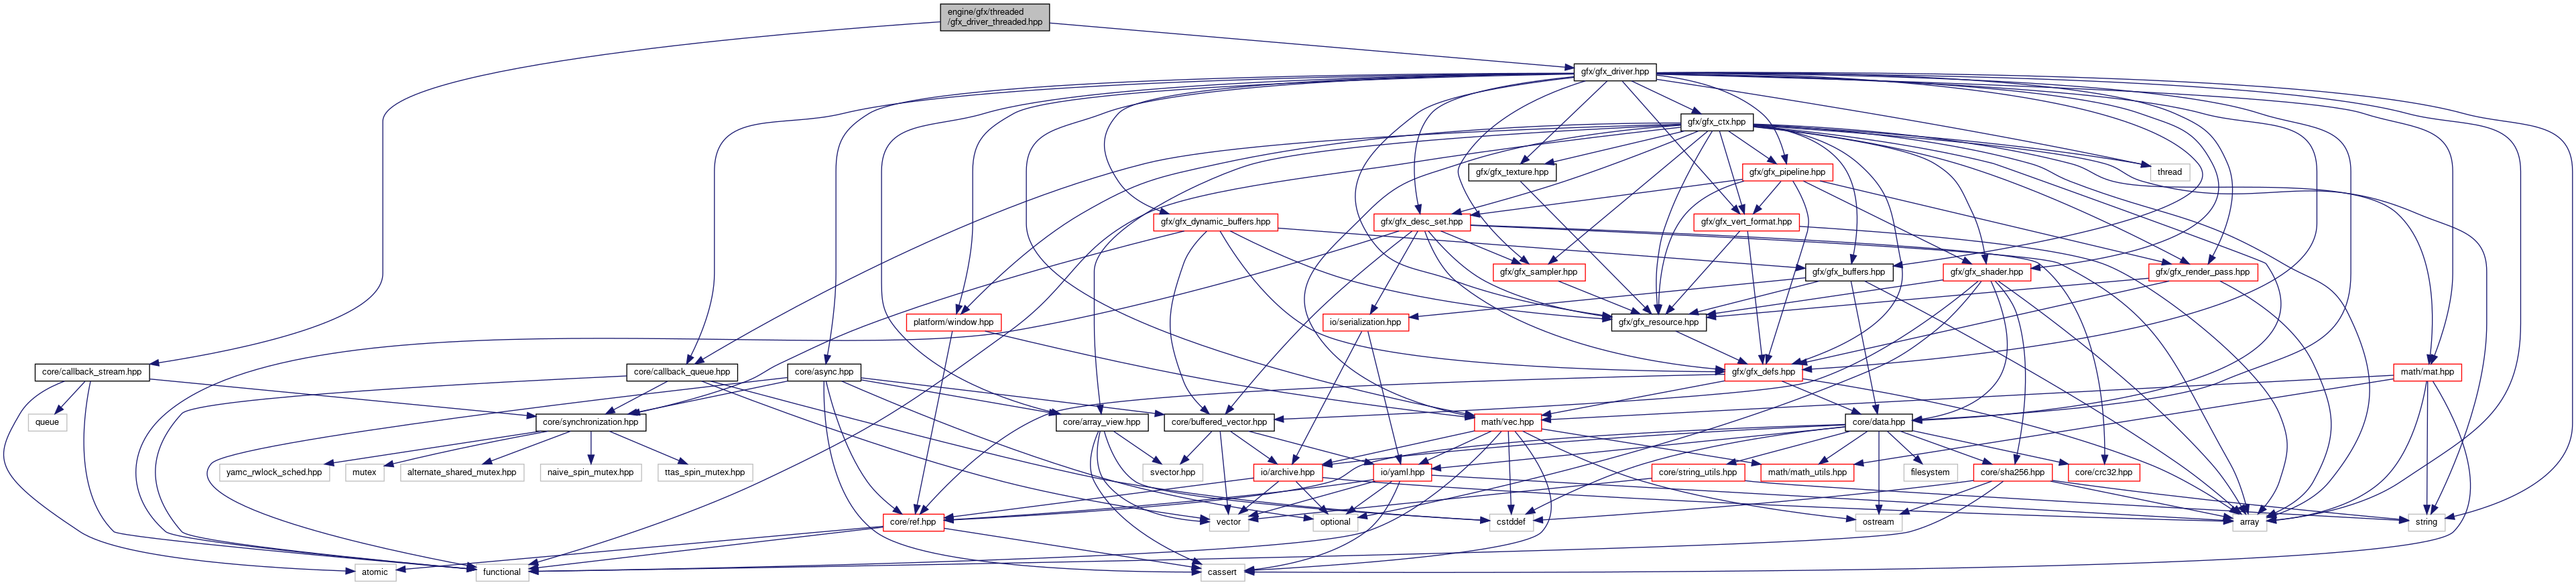 engine/gfx/threaded
/gfx_driver_threaded.hpp
gfx/gfx_driver.hpp
gfx/gfx_ctx.hpp
gfx/gfx_texture.hpp
gfx/gfx_pipeline.hpp
thread
gfx/gfx_dynamic_buffers.hpp
gfx/gfx_desc_set.hpp
gfx/gfx_vert_format.hpp
gfx/gfx_sampler.hpp
gfx/gfx_buffers.hpp
gfx/gfx_shader.hpp
gfx/gfx_render_pass.hpp
platform/window.hpp
io/serialization.hpp
gfx/gfx_resource.hpp
core/callback_stream.hpp
core/callback_queue.hpp
core/async.hpp
gfx/gfx_defs.hpp
math/mat.hpp
queue
core/synchronization.hpp
core/array_view.hpp
core/buffered_vector.hpp
math/vec.hpp
core/data.hpp
yamc_rwlock_sched.hpp
mutex
alternate_shared_mutex.hpp
naive_spin_mutex.hpp
ttas_spin_mutex.hpp
svector.hpp
io/archive.hpp
io/yaml.hpp
core/string_utils.hpp
math/math_utils.hpp
filesystem
core/sha256.hpp
core/crc32.hpp
core/ref.hpp
vector
optional
cstddef
ostream
array
string
atomic
functional
cassert